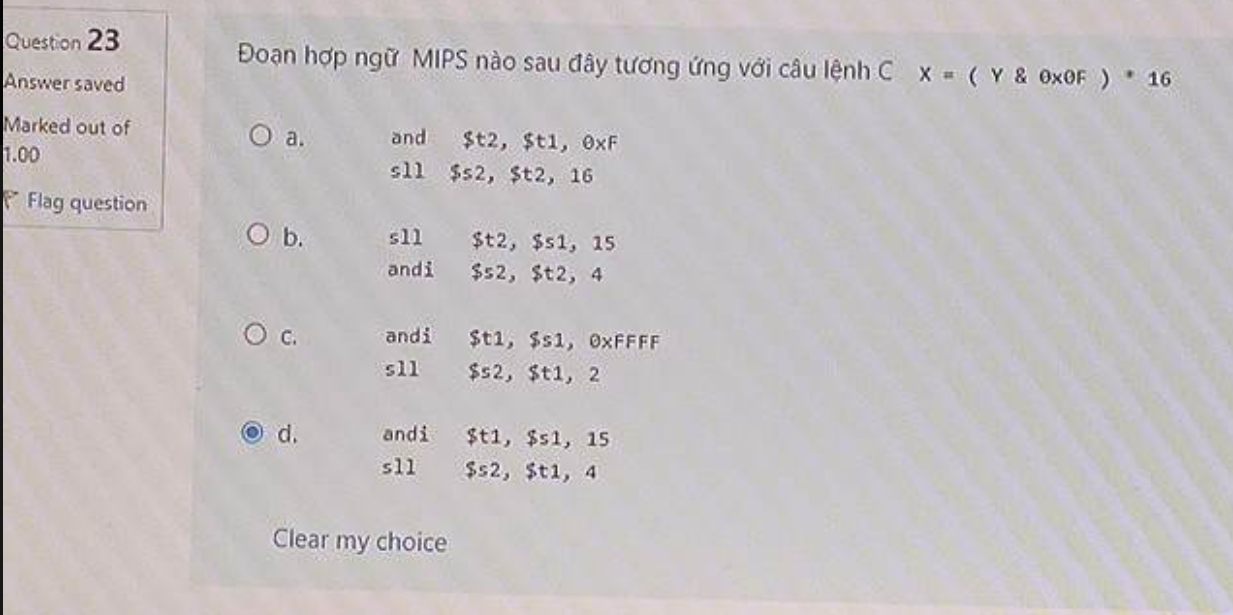 Question 23
Answer saved
Marked out of
1.00
Flag question
Đoạn hợp ngữ MIPS nào sau đây tương ứng với câu lệnh C X = ( Y & 0x0F ) * 16
a. and $t2, $t1, 0xF
sll $s2, $t2, 16
b. sll $t2, $s1, 15
andi $s2, $t2, 4
c. andi $t1, $s1, 0xFFFF
sll $s2, $t1, 2
d. andi $t1, $s1, 15
sll $s2, $t1, 4
Clear my choice